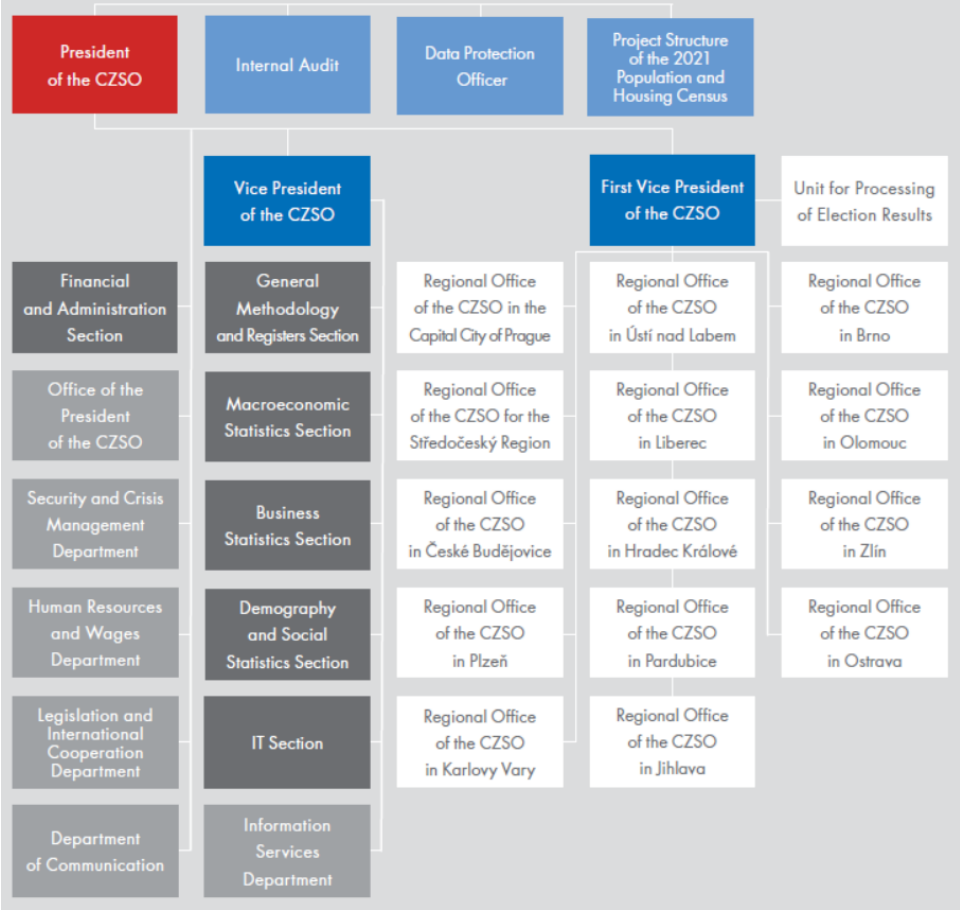 President
of the CZSO
Internal Audit
Data Protection
Officer
Project Structure
of the 2021
Population and
Housing Census
Vice President
of the CZSO
First Vice President
of the CZSO
Unit for Processing
of Election Results
Financial
and Administration
Section
General
Methodology
and Registers Section
Regional Office
of the CZSO in the
Capital City of Prague
Regional Office
of the CZSO
in Ústí nad Labem
Regional Office
of the CZSO
in Brno
Office of the
President
of the CZSO
Macroeconomic
Statistics Section
Regional Office
of the CZSO for the
Středočeský Region
Regional Office
of the CZSO
in Liberec
Regional Office
of the CZSO
in Olomouc
Security and Crisis
Management
Department
Business
Statistics Section
Regional Office
of the CZSO
in České Budějovice
Regional Office
of the CZSO
in Hradec Králové
Regional Office
of the CZSO
in Zlín
Human Resources
and Wages
Department
Demography
and Social
Statistics Section
Regional Office
of the CZSO
in Plzeň
Regional Office
of the CZSO
in Pardubice
Regional Office
of the CZSO
in Ostrava
Legislation and
International
Cooperation
Department
IT Section
Regional Office
of the CZSO
in Karlovy Vary
Regional Office
of the CZSO
in Jihlava
Department
of Communication
Information
Services
Department